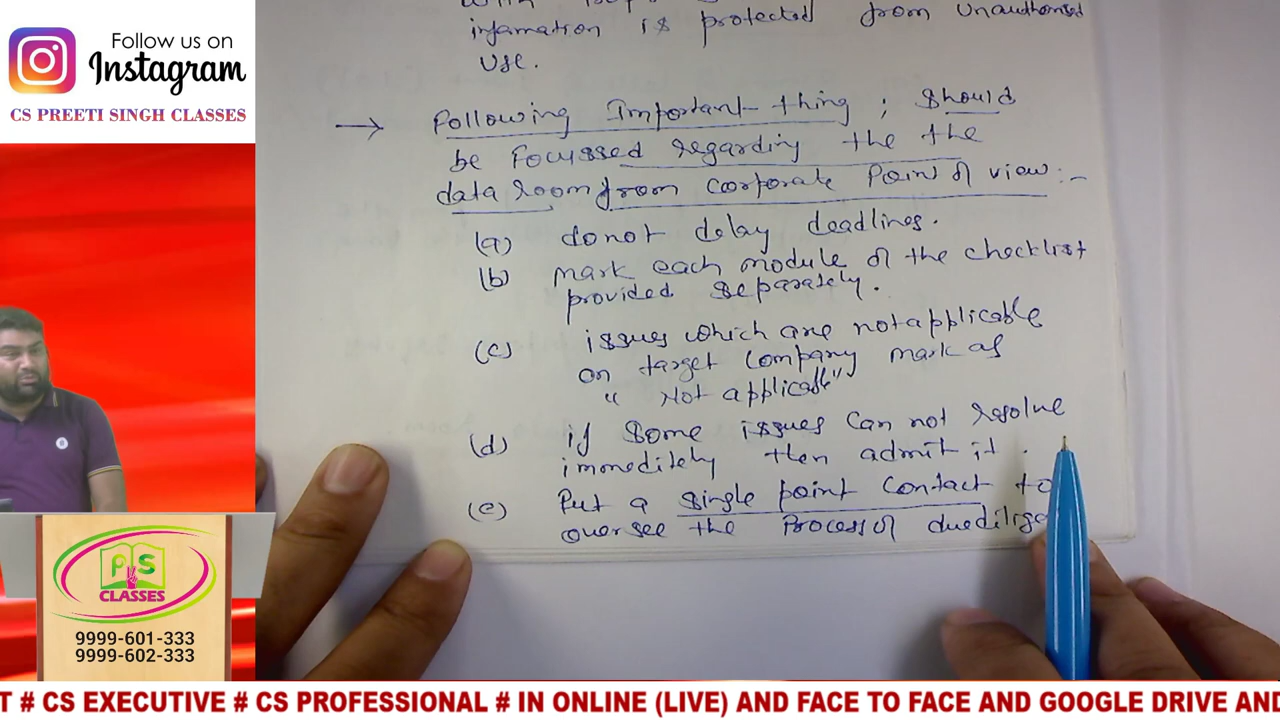 Follow us on
Instagram
CS PREETI SINGH CLASSES
infamation is protected from unauthorised
use.
→ Following Important thing ; should
be Focussed regarding the the
data room from corporate Point of view :-
(a) donot delay deadlines.
(b) mark each module of the checklist
provided separately.
(c) issues which are not applicable
on target company mark as
" Not applicable"
(d) if some issues can not resolve
immeditely then admit it.
(e) Put a single point contact to
oversee the Process of duedilige
PS
CLASSES
9999-601-333
9999-602-333
T # CS EXECUTIVE # CS PROFESSIONAL # IN ONLINE (LIVE) AND FACE TO FACE AND GOOGLE DRIVE AND